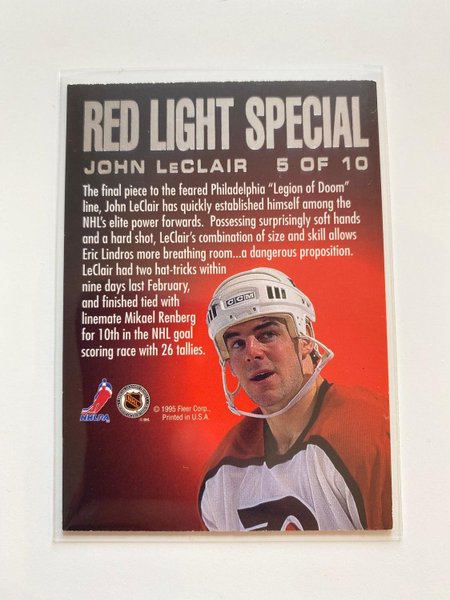 RED LIGHT SPECIAL
JOHN LECLAIR 5 OF 10
The final piece to the feared Philadelphia “Legion of Doom”
line, John LeClair has quickly established himself among the
NHL's elite power forwards. Possessing surprisingly soft hands
and a hard shot, LeClair's combination of size and skill allows
Eric Lindros more breathing room...a dangerous proposition.
LeClair had two hat-tricks within
nine days last February,
and finished tied with
linemate Mikael Renberg
for 10th in the NHL goal
scoring race with 26 tallies.
CCM
NHLPA
NHL
© NHL
© 1995 Fleer Corp.,
Printed in U.S.A.